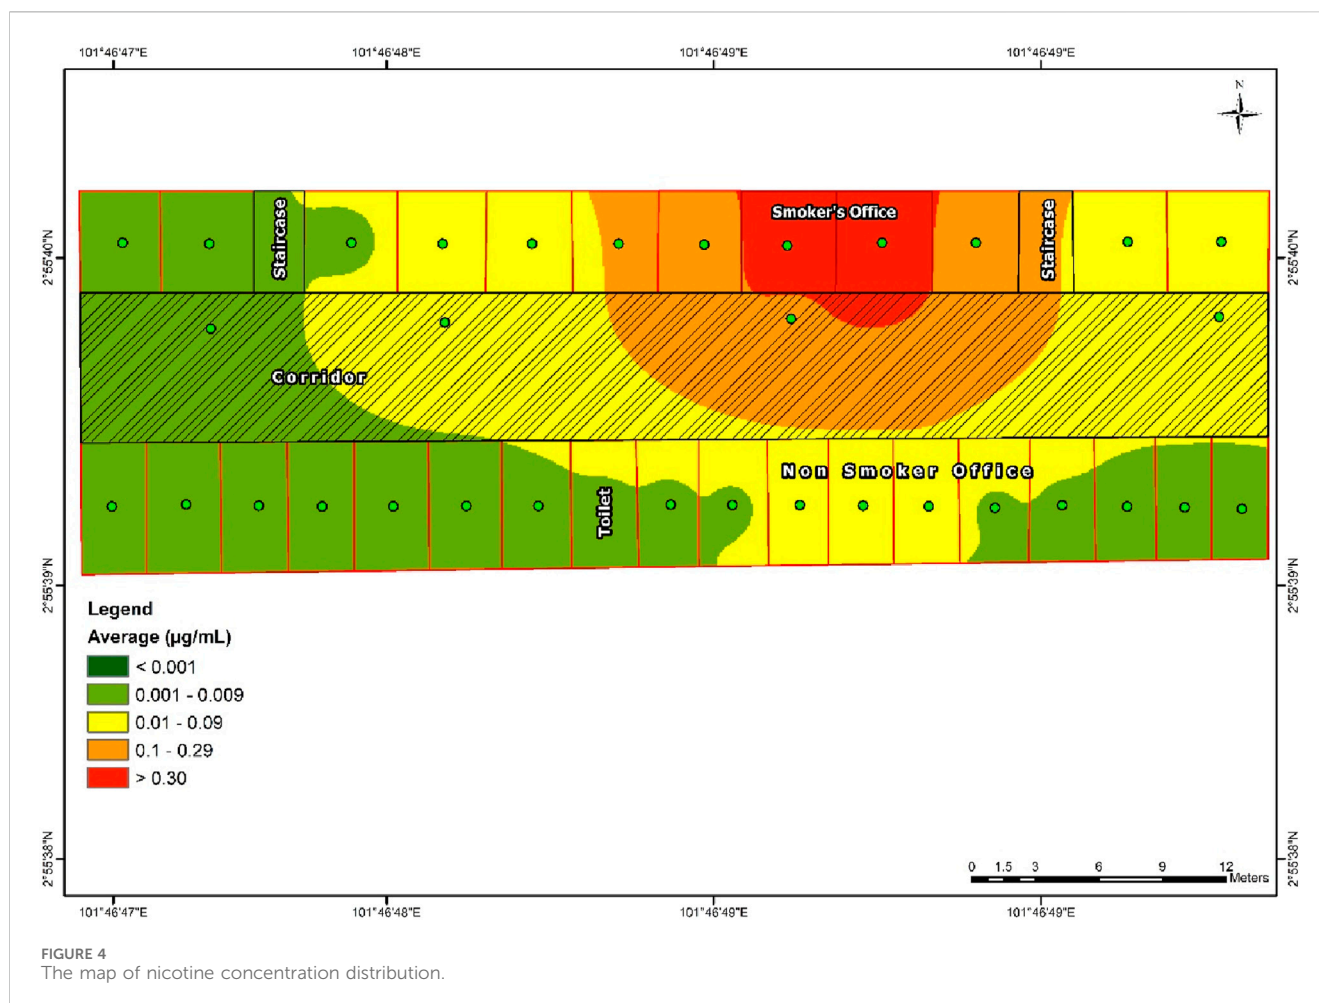 101°46'47"E 101°46'48"E 101°46'49"E 101°46'49"E
N
Staircase
Smoker's Office
Staircase
2°55'40"N
2°55'40"N
Corridor
Non Smoker Office
Toilet
2°55'39"N
2°55'39"N
Legend
Average (µg/mL)
< 0.001
0.001 - 0.009
0.01 - 0.09
0.1 - 0.29
> 0.30
2°55'38"N
2°55'38"N
0 1.5 3 6 9 12
Meters
101°46'47"E 101°46'48"E 101°46'49"E 101°46'49"E
FIGURE 4
The map of nicotine concentration distribution.